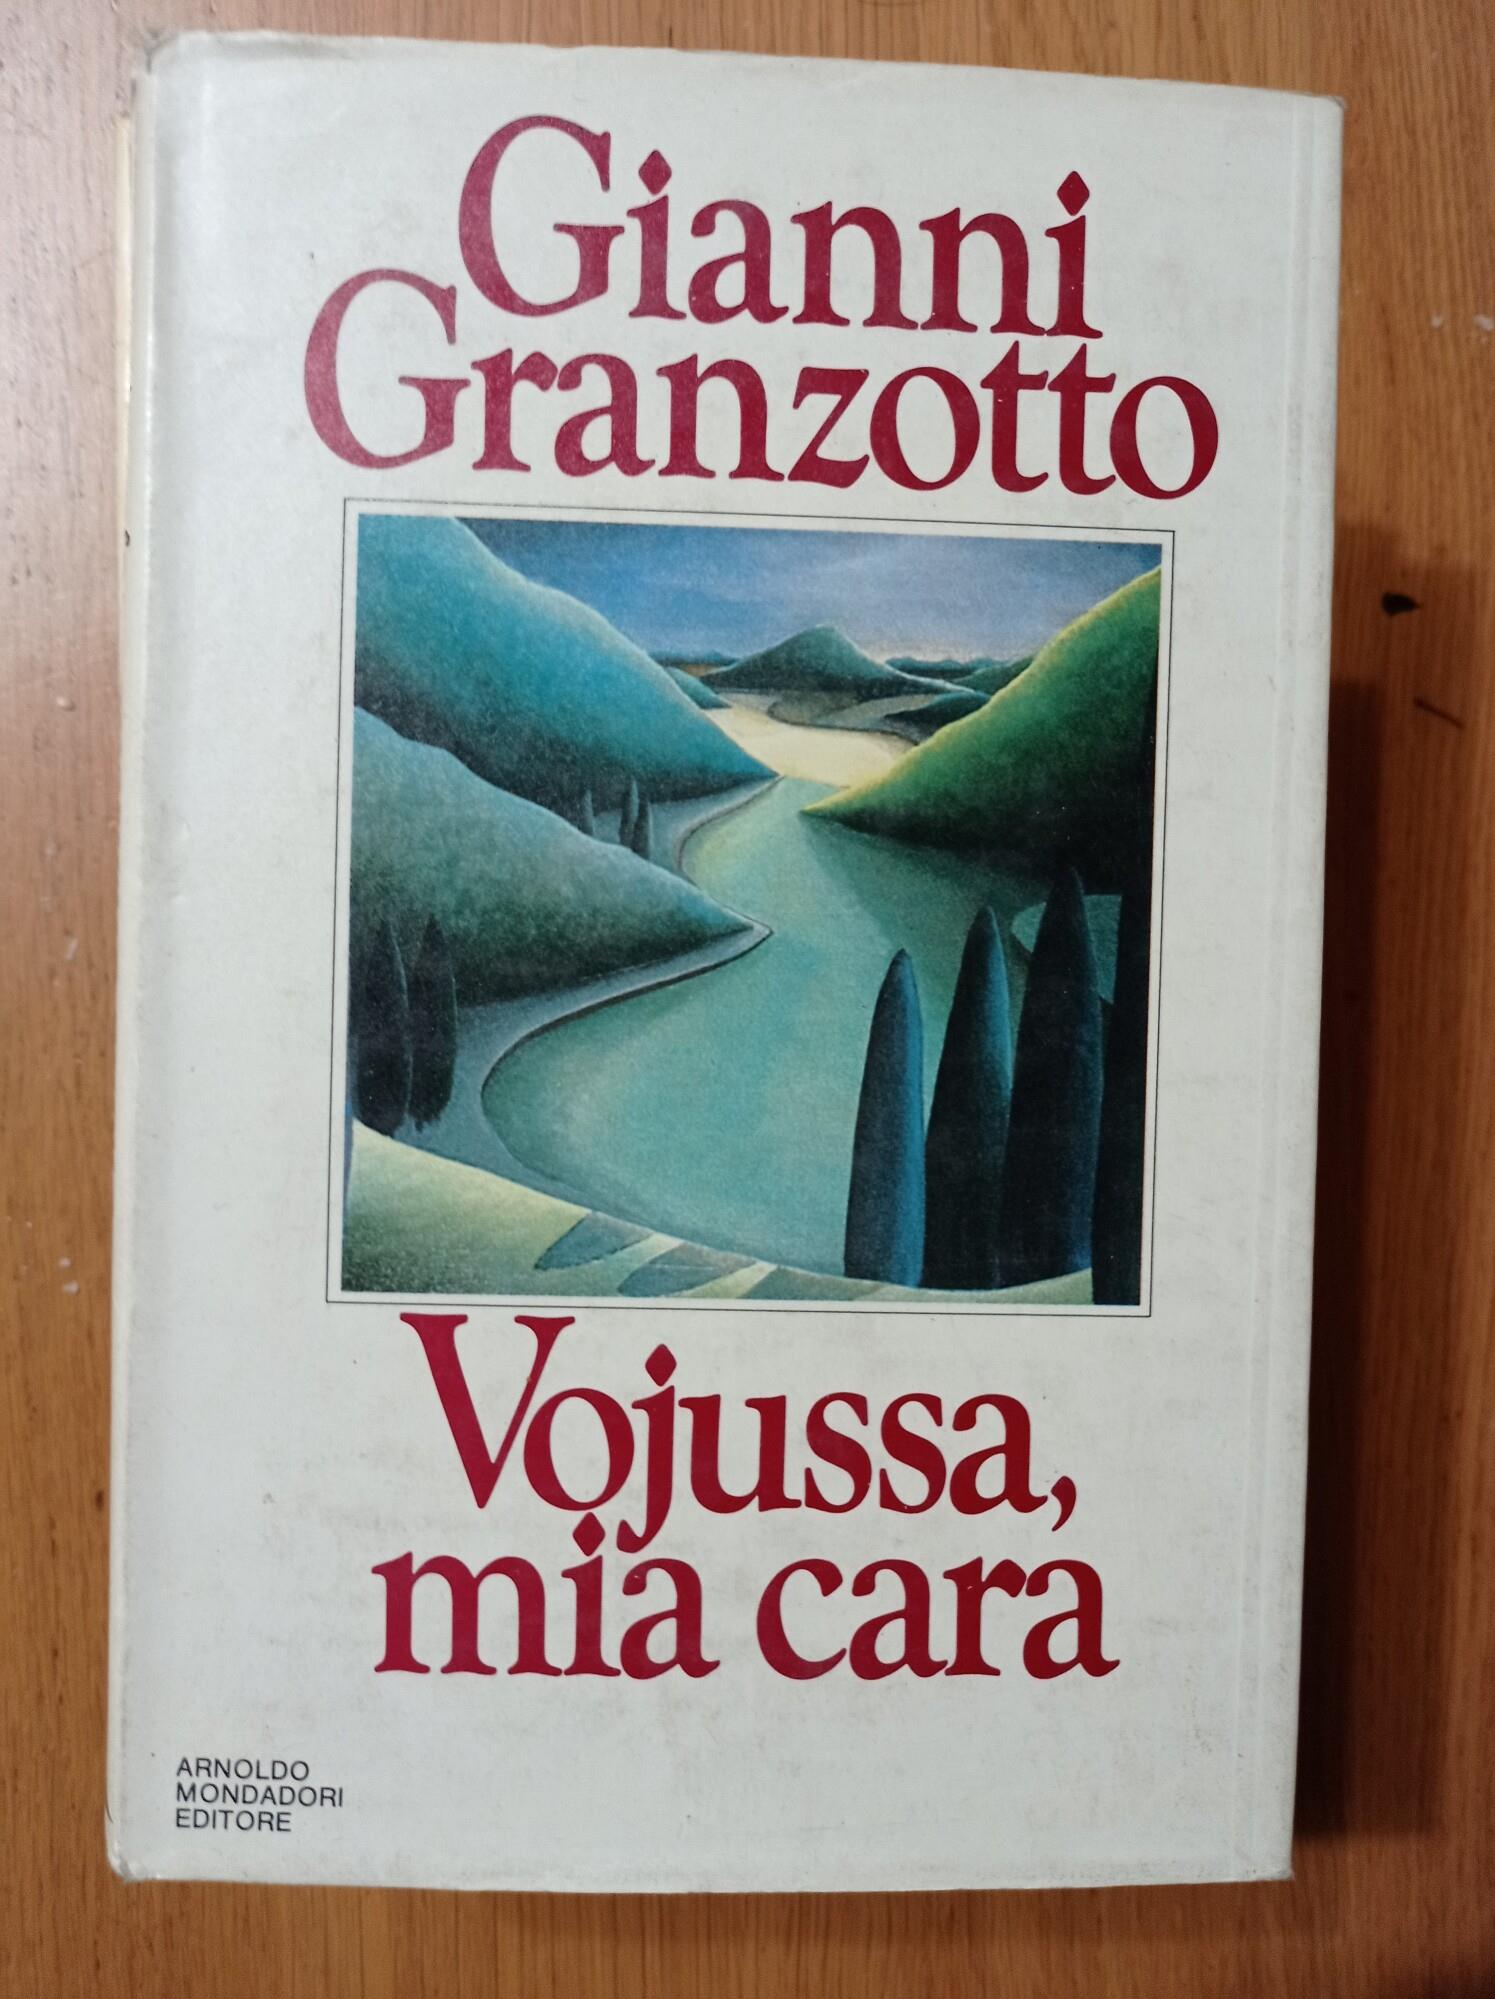 Gianni
Granzotto
Vojussa,
mia cara
ARNOLDO
MONDADORI
EDITORE